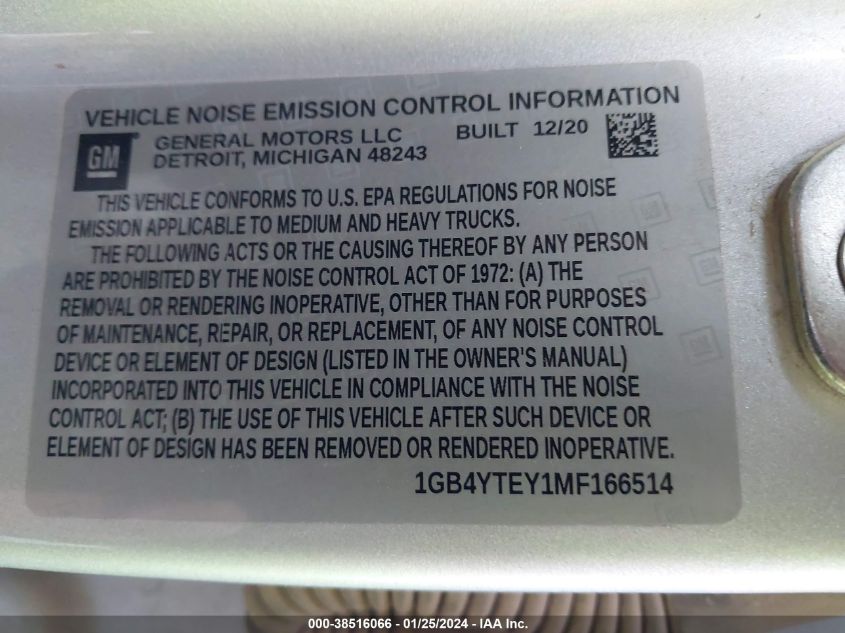 VEHICLE NOISE EMISSION CONTROL INFORMATION
GM
GENERAL MOTORS LLC
DETROIT, MICHIGAN 48243
BUILT 12/20
THIS VEHICLE CONFORMS TO U.S. EPA REGULATIONS FOR NOISE
EMISSION APPLICABLE TO MEDIUM AND HEAVY TRUCKS.
THE FOLLOWING ACTS OR THE CAUSING THEREOF BY ANY PERSON
ARE PROHIBITED BY THE NOISE CONTROL ACT OF 1972: (A) THE
REMOVAL OR RENDERING INOPERATIVE, OTHER THAN FOR PURPOSES
OF MAINTENANCE, REPAIR, OR REPLACEMENT, OF ANY NOISE CONTROL
DEVICE OR ELEMENT OF DESIGN (LISTED IN THE OWNER'S MANUAL)
INCORPORATED INTO THIS VEHICLE IN COMPLIANCE WITH THE NOISE
CONTROL ACT; (B) THE USE OF THIS VEHICLE AFTER SUCH DEVICE OR
ELEMENT OF DESIGN HAS BEEN REMOVED OR RENDERED INOPERATIVE.
1GB4YTEY1MF166514
000-38516066 - 01/25/2024 - IAA Inc.